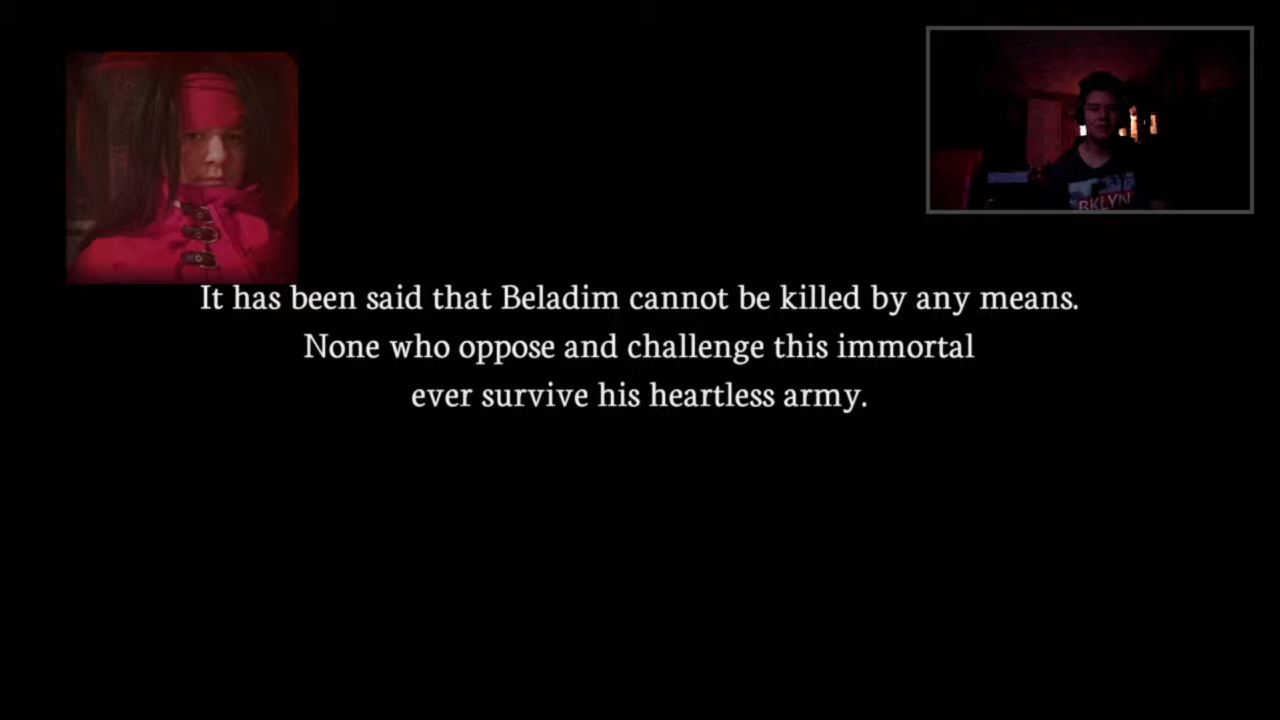 It has been said that Beladim cannot be killed by any means.
None who oppose and challenge this immortal
ever survive his heartless army.
BKLYN